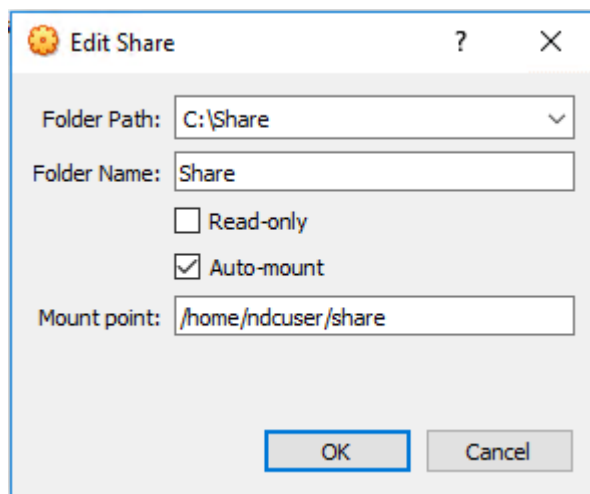 Edit Share ? X
Folder Path: C:\Share
Folder Name: Share
Read-only
Auto-mount
Mount point: /home/ndcuser/share
OK Cancel